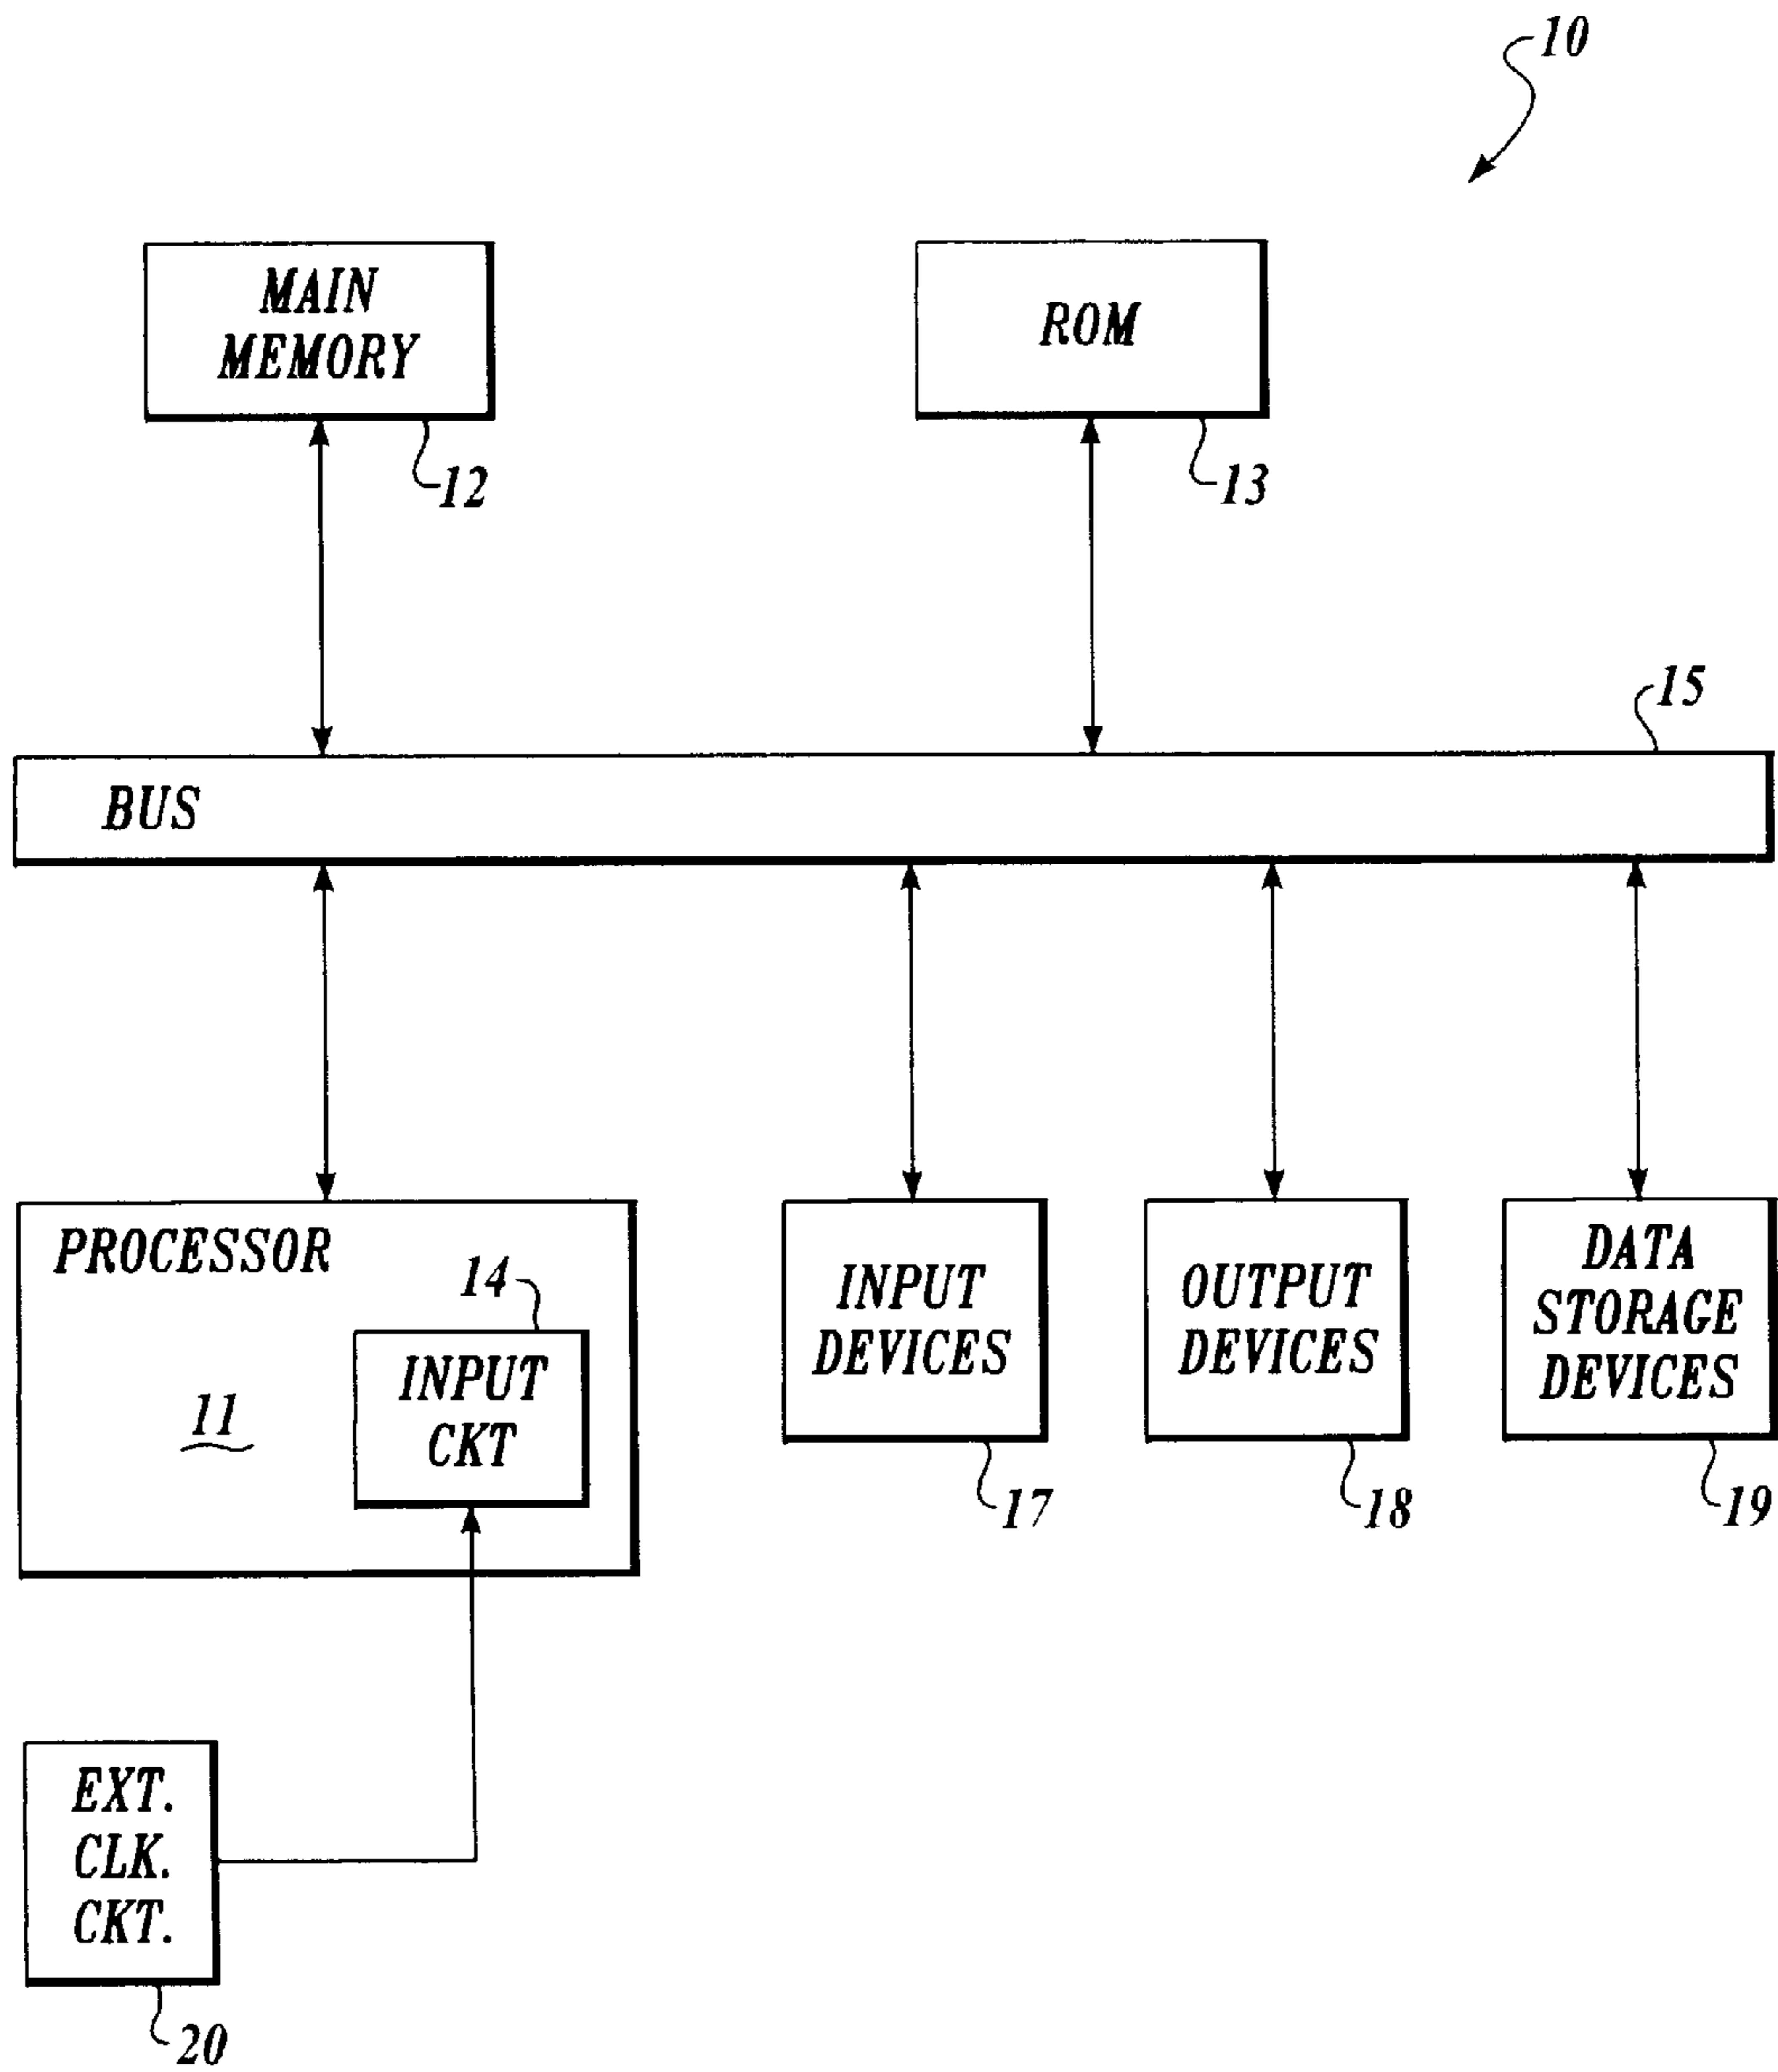 10
MAIN
MEMORY
12
ROM
13
15
BUS
PROCESSOR
14
INPUT
CKT
11
INPUT
DEVICES
17
OUTPUT
DEVICES
18
DATA
STORAGE
DEVICES
19
EXT.
CLK.
CKT.
20